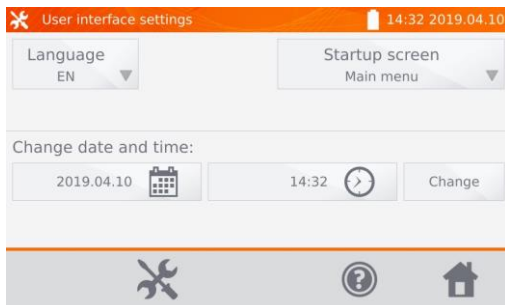 User interface settings 14:32 2019.04.10
Language Startup screen
EN Main menu
Change date and time:
2019.04.10 14:32 Change